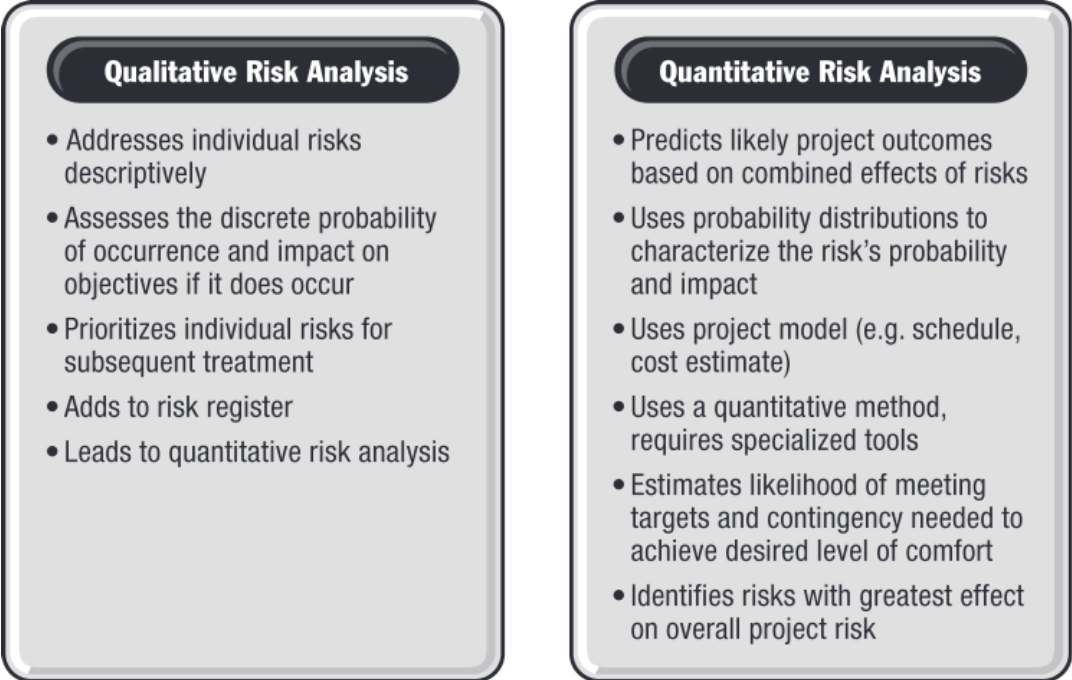 Qualitative Risk Analysis
• Addresses individual risks
descriptively
• Assesses the discrete probability
of occurrence and impact on
objectives if it does occur
• Prioritizes individual risks for
subsequent treatment
• Adds to risk register
• Leads to quantitative risk analysis
Quantitative Risk Analysis
• Predicts likely project outcomes
based on combined effects of risks
• Uses probability distributions to
characterize the risk’s probability
and impact
• Uses project model (e.g. schedule,
cost estimate)
• Uses a quantitative method,
requires specialized tools
• Estimates likelihood of meeting
targets and contingency needed to
achieve desired level of comfort
• Identifies risks with greatest effect
on overall project risk